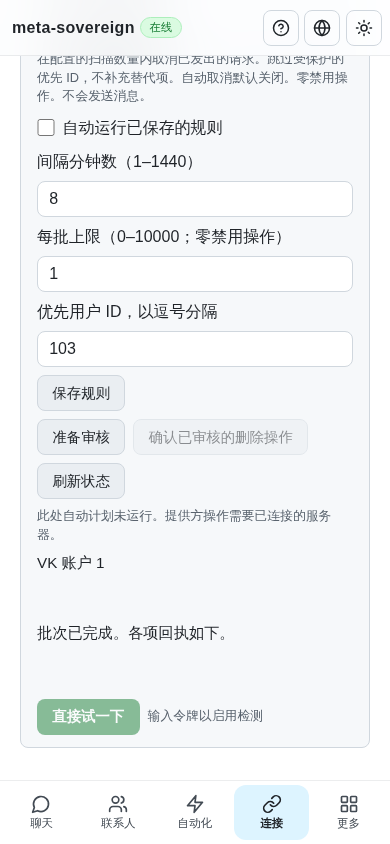 meta-sovereign 在线
在配置的扫描数量内取消已发出的请求。跳过受保护的
优先 ID，不补充替代项。自动取消默认关闭。零禁用操
作。不会发送消息。
自动运行已保存的规则
间隔分钟数（1–1440）
8
每批上限（0–10000；零禁用操作）
1
优先用户 ID，以逗号分隔
103
保存规则
准备审核 确认已审核的删除操作
刷新状态
此处自动计划未运行。提供方操作需要已连接的服务
器。
VK 账户 1
批次已完成。各项回执如下。
直接试一下 输入令牌以启用检测
聊天 联系人 自动化 连接 更多